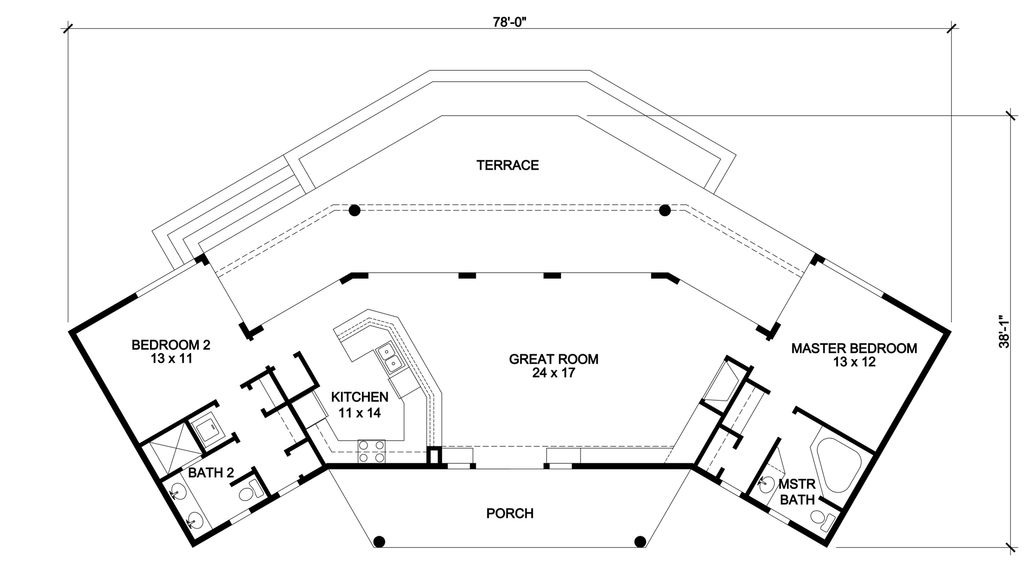 78'-0"
TERRACE
38'-1"
BEDROOM 2
13 x 11
GREAT ROOM
24 x 17
MASTER BEDROOM
13 x 12
KITCHEN
11 x 14
BATH 2
MSTR
BATH
PORCH